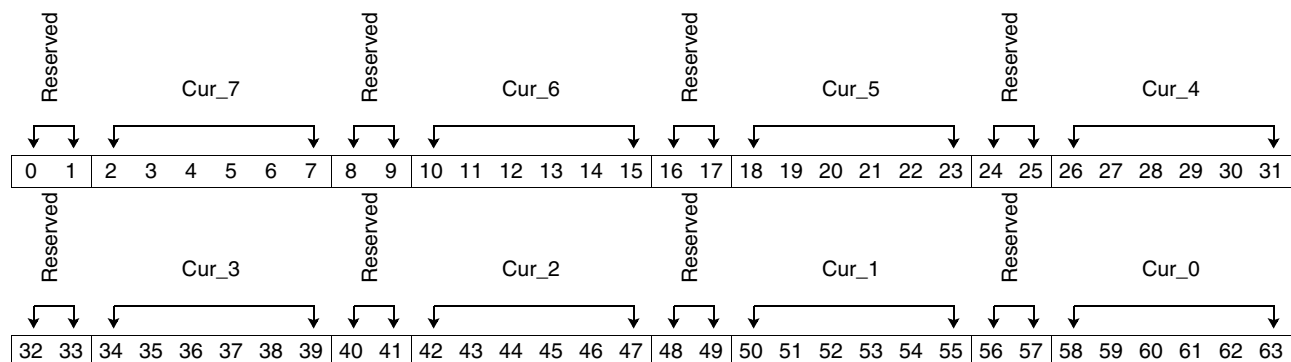 Reserved Reserved Reserved Reserved
Cur_7 Cur_6 Cur_5 Cur_4
0 1 2 3 4 5 6 7 8 9 10 11 12 13 14 15 16 17 18 19 20 21 22 23 24 25 26 27 28 29 30 31
Reserved Reserved Reserved Reserved
Cur_3 Cur_2 Cur_1 Cur_0
32 33 34 35 36 37 38 39 40 41 42 43 44 45 46 47 48 49 50 51 52 53 54 55 56 57 58 59 60 61 62 63